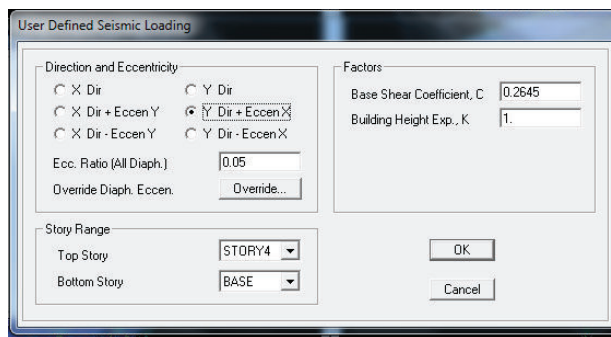 User Defined Seismic Loading
Direction and Eccentricity
X Dir
Y Dir
X Dir + Eccen Y
Y Dir + Eccen X
X Dir - Eccen Y
Y Dir - Eccen X
Ecc. Ratio (All Diaph.)
0.05
Override Diaph. Eccen.
Override...
Factors
Base Shear Coefficient, C
0.2645
Building Height Exp., K
1.
Story Range
Top Story
STORY4
Bottom Story
BASE
OK
Cancel